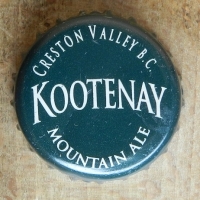 CRESTON VALLEY B.C.
KOOTENAY
MOUNTAIN ALE